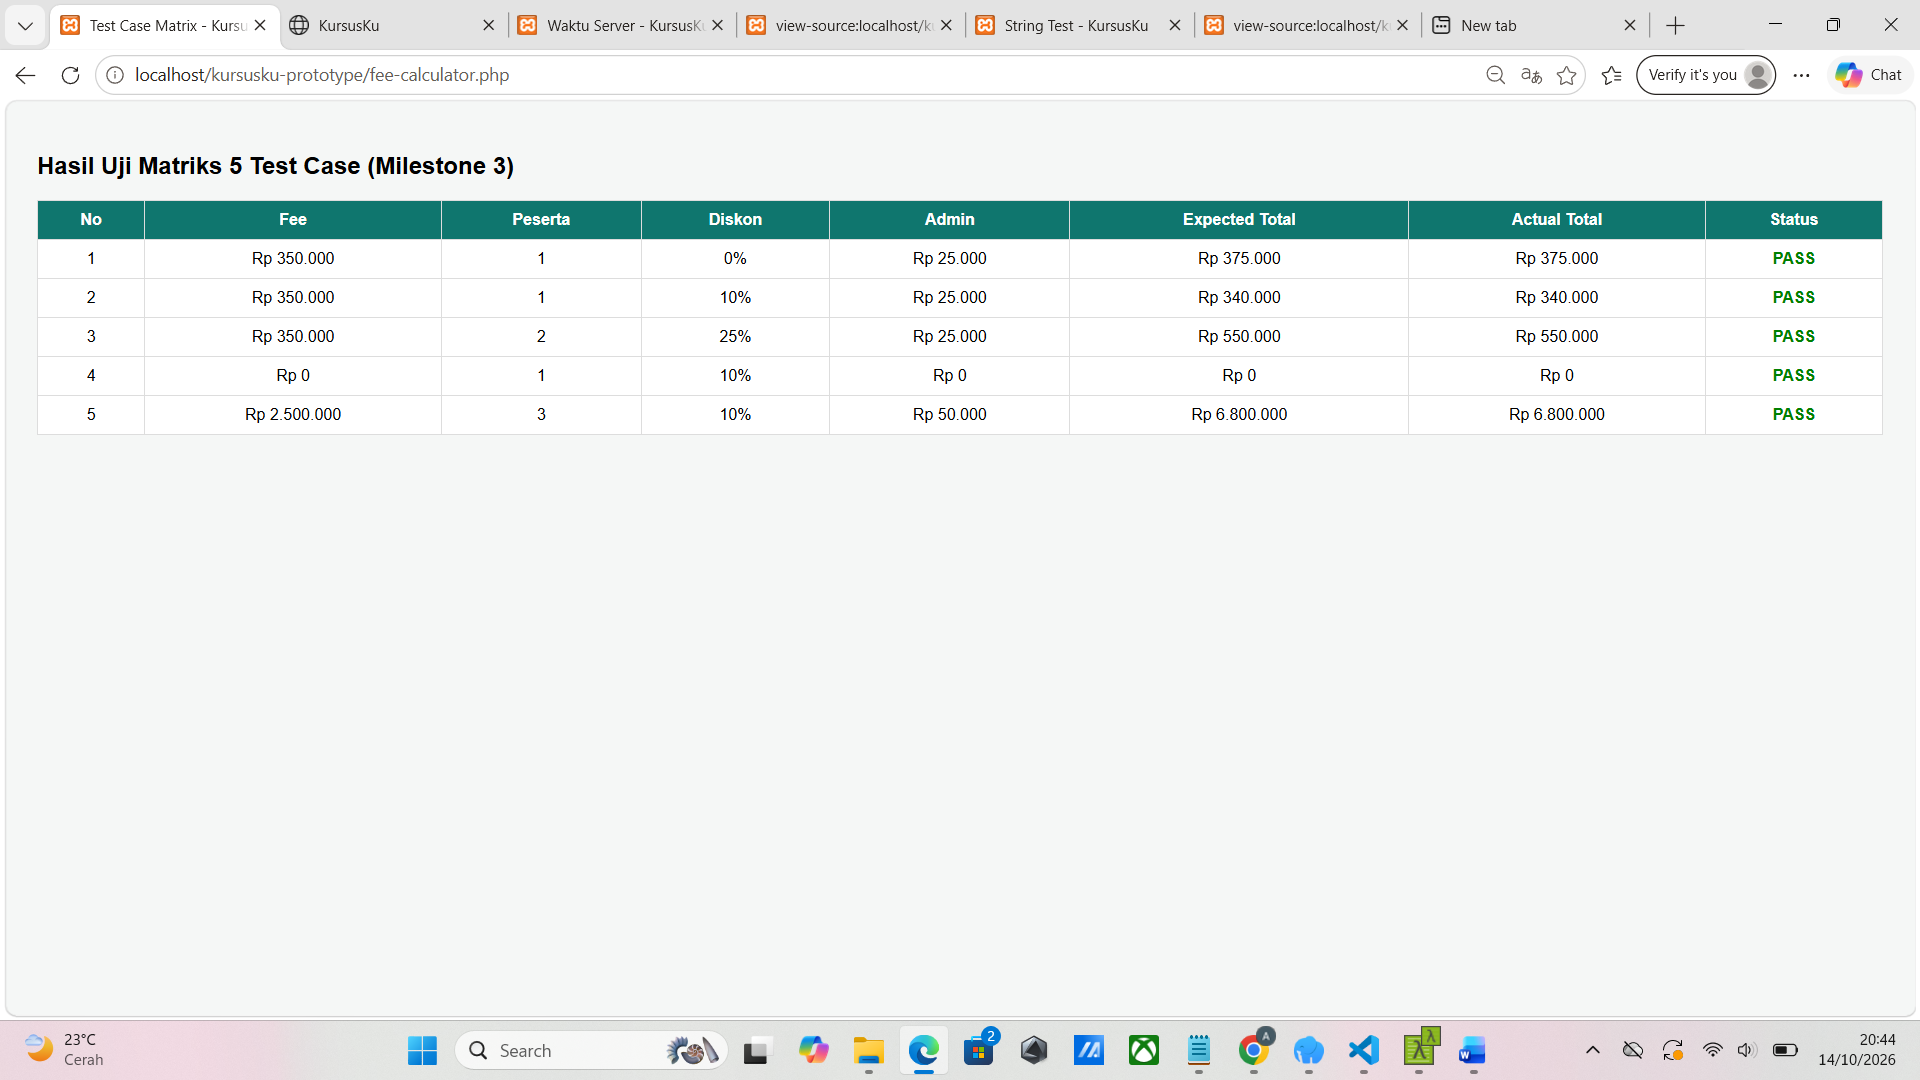 Test Case Matrix - Kursu
KursusKu
Waktu Server - KursusKu
view-source:localhost/ku
String Test - KursusKu
view-source:localhost/ku
New tab
localhost/kursusku-prototype/fee-calculator.php
Verify it's you
Chat
Hasil Uji Matriks 5 Test Case (Milestone 3)
No Fee Peserta Diskon Admin Expected Total Actual Total Status
1 Rp 350.000 1 0% Rp 25.000 Rp 375.000 Rp 375.000 PASS
2 Rp 350.000 1 10% Rp 25.000 Rp 340.000 Rp 340.000 PASS
3 Rp 350.000 2 25% Rp 25.000 Rp 550.000 Rp 550.000 PASS
4 Rp 0 1 10% Rp 0 Rp 0 Rp 0 PASS
5 Rp 2.500.000 3 10% Rp 50.000 Rp 6.800.000 Rp 6.800.000 PASS
23°C
Cerah
Search
2
A
20:44
14/10/2026